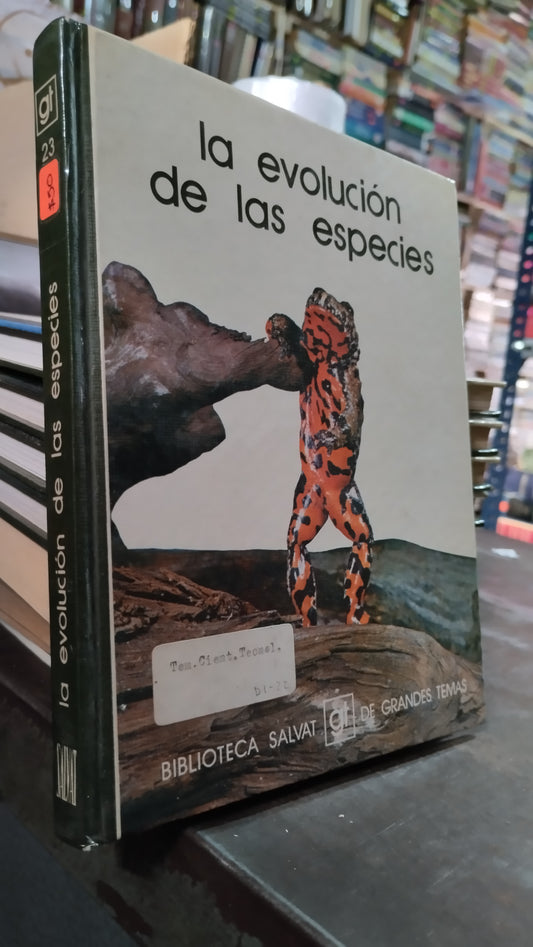 la evolución
de las especies
Tem.Cient.Tecnol.
BIBLIOTECA SALVAT gt DE GRANDES TEMAS
gt
23
la evolución de las especies
SALVAT